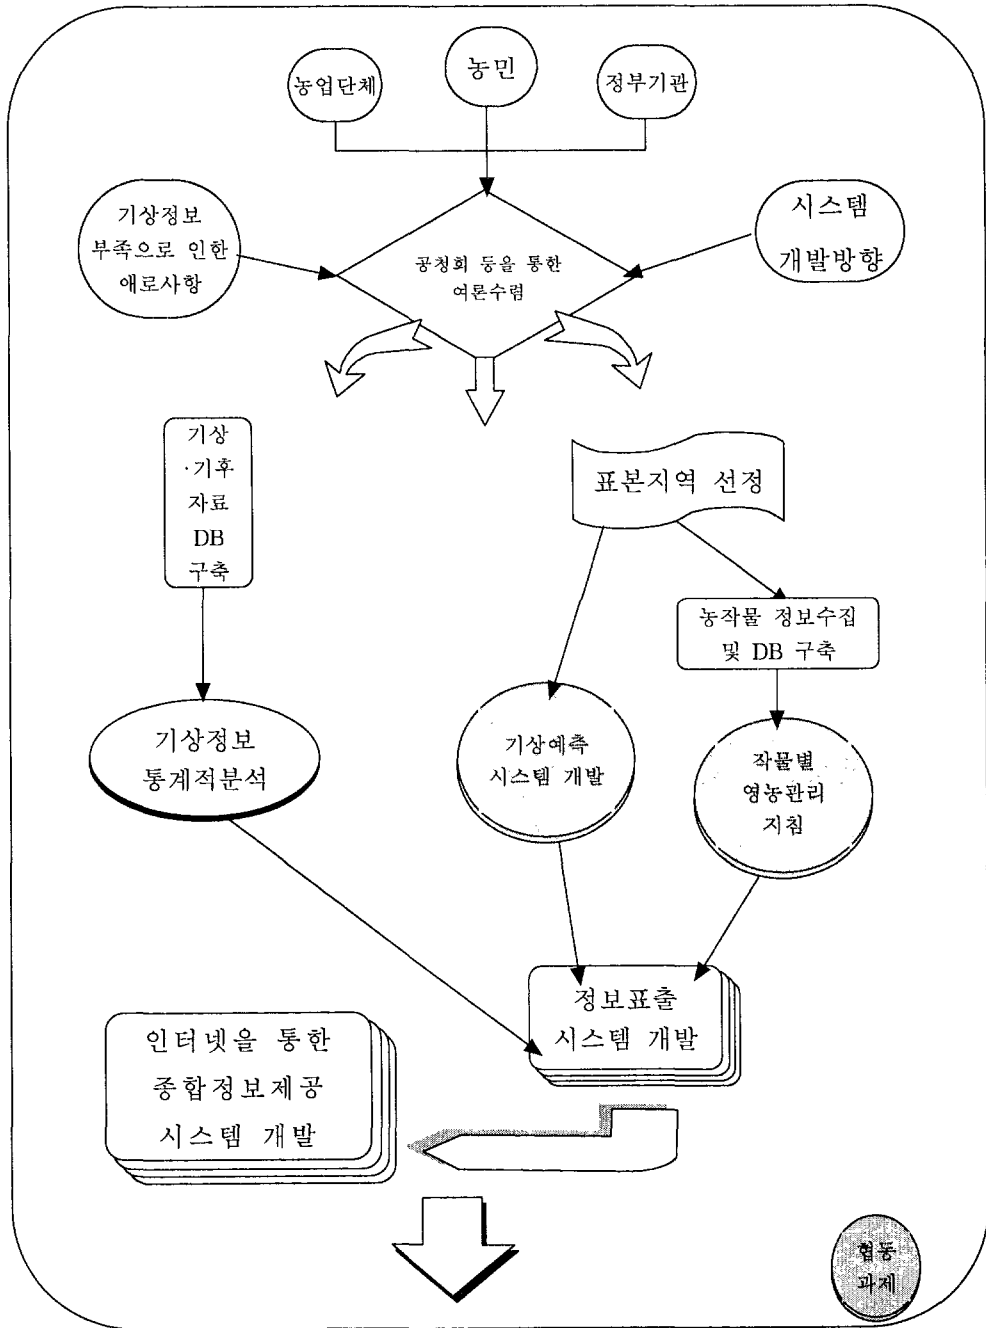 농업단체
농민
정부기관
기상정보
부족으로 인한
애로사항
공청회 등을 통한
여론수렴
시스템
개발방향
기상
·기후
자료
DB
구축
표본지역 선정
농작물 정보수집
및 DB 구축
기상정보
통계적분석
기상예측
시스템 개발
작물별
영농관리
지침
정보표출
시스템 개발
인터넷을 통한
종합정보제공
시스템 개발
협동
과제